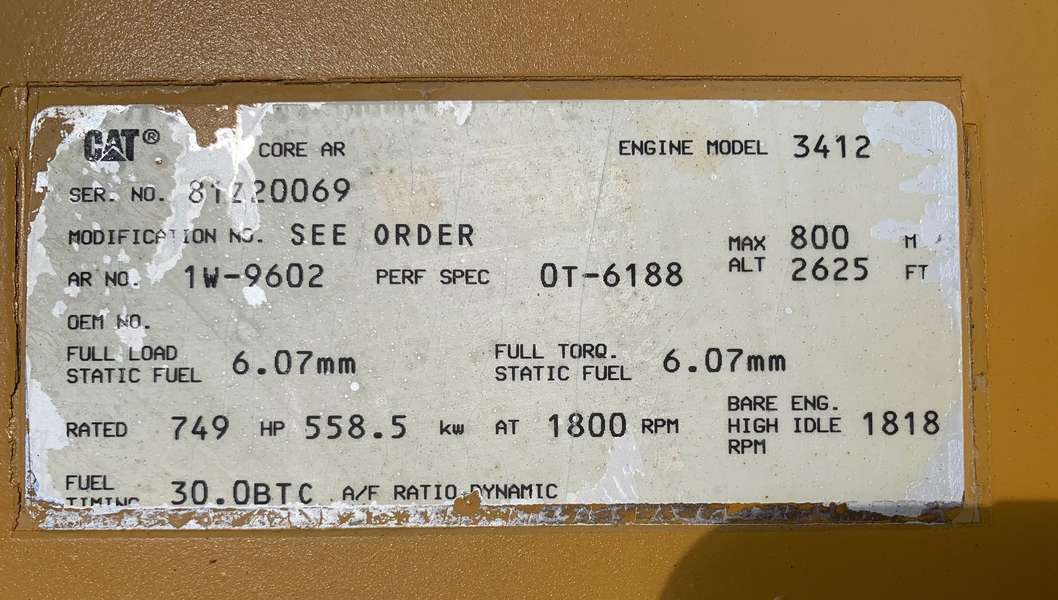 CAT® CORE AR ENGINE MODEL 3412
SER. NO. 81Z20069
MODIFICATION NO. SEE ORDER
MAX ALT 800 M
2625 FT
AR NO. 1W-9602 PERF SPEC 0T-6188
OEM NO.
FULL LOAD STATIC FUEL 6.07mm
FULL TORQ. STATIC FUEL 6.07mm
RATED 749 HP 558.5 kw AT 1800 RPM
BARE ENG. HIGH IDLE RPM 1818
FUEL TIMING 30.0BTC A/F RATIO DYNAMIC